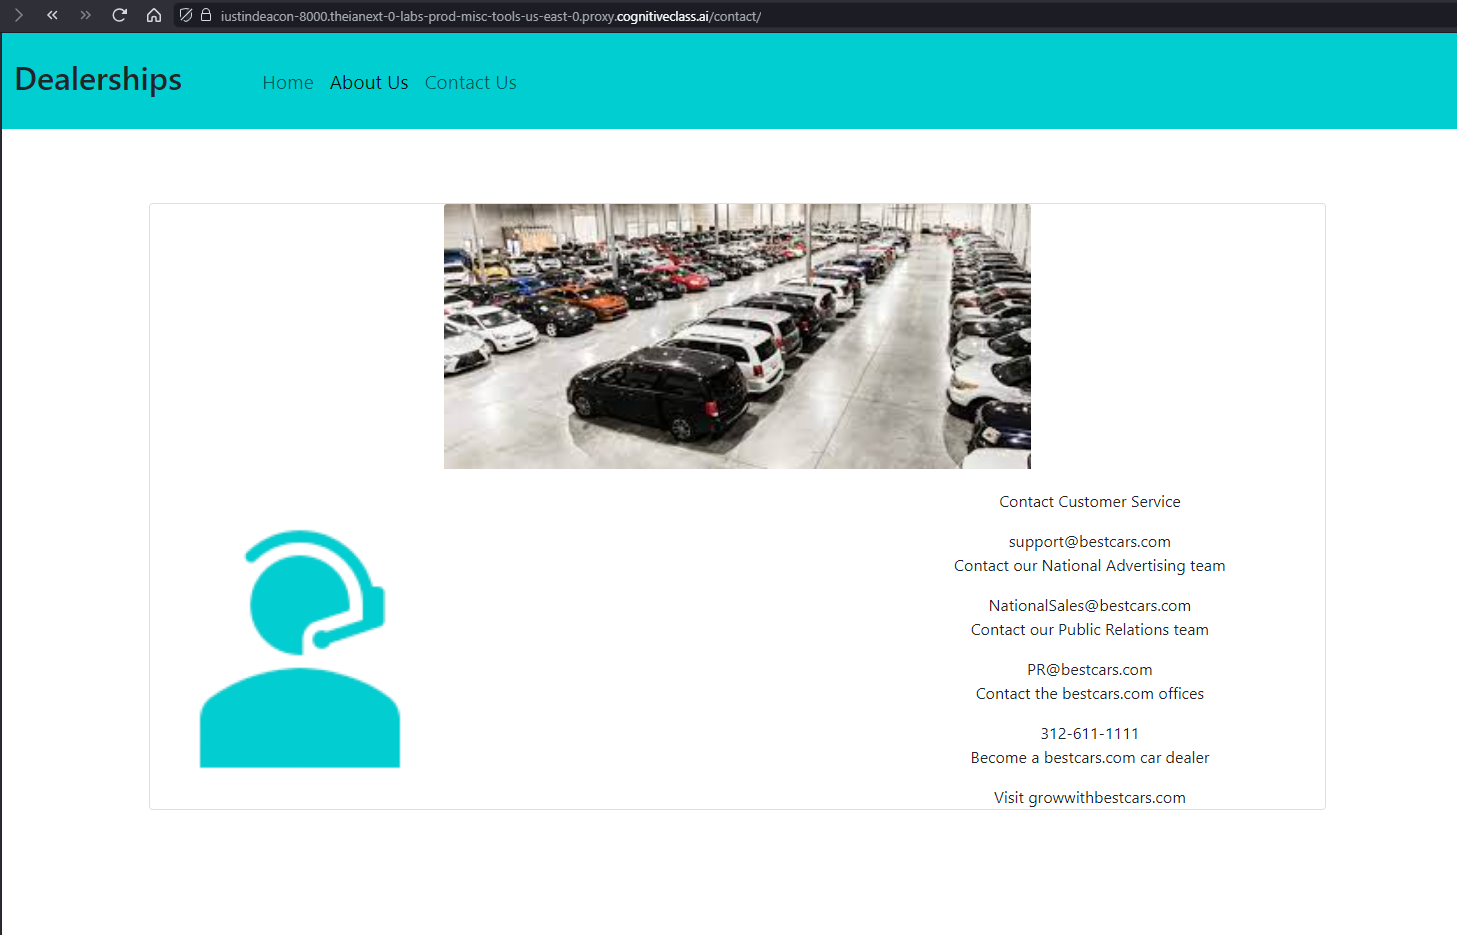 iustindeacon-8000.theianext-0-labs-prod-misc-tools-us-east-0.proxy.cognitiveclass.ai/contact/
Dealerships
Home About Us Contact Us
Contact Customer Service
support@bestcars.com
Contact our National Advertising team
NationalSales@bestcars.com
Contact our Public Relations team
PR@bestcars.com
Contact the bestcars.com offices
312-611-1111
Become a bestcars.com car dealer
Visit growwithbestcars.com